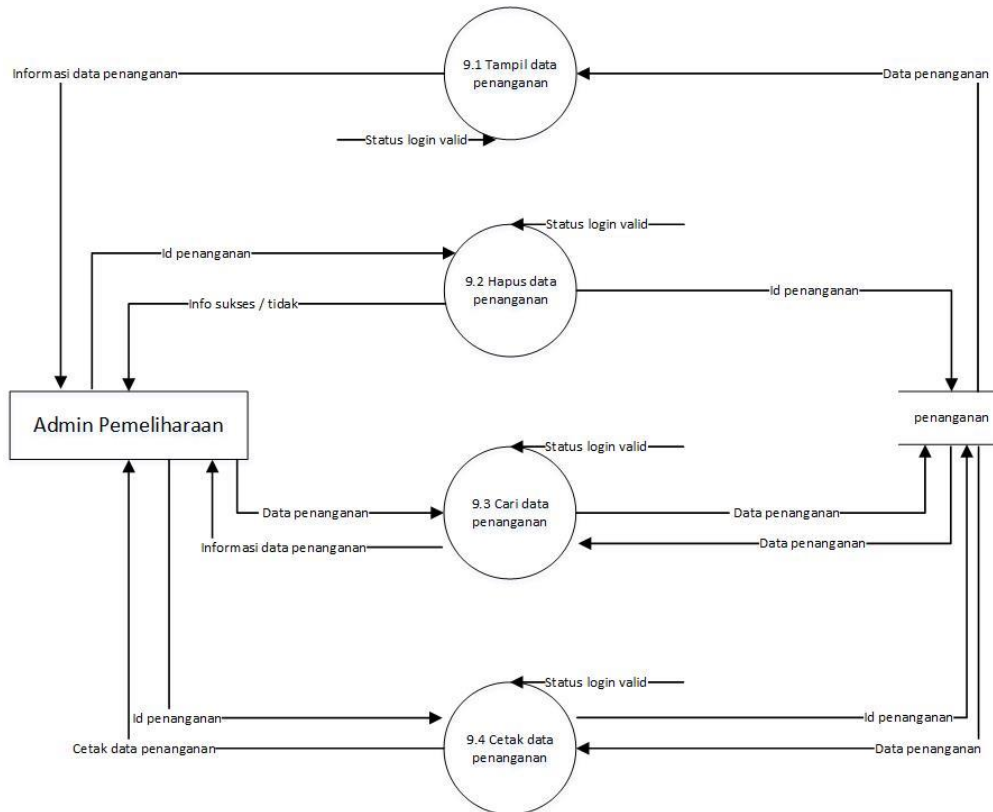 9.1 Tampil data
penanganan
Informasi data penanganan
Data penanganan
Status login valid
Status login valid
Id penanganan
9.2 Hapus data
penanganan
Id penanganan
Info sukses / tidak
Admin Pemeliharaan
penanganan
Status login valid
9.3 Cari data
penanganan
Data penanganan
Data penanganan
Informasi data penanganan
Data penanganan
Status login valid
Id penanganan
Id penanganan
9.4 Cetak data
penanganan
Cetak data penanganan
Data penanganan